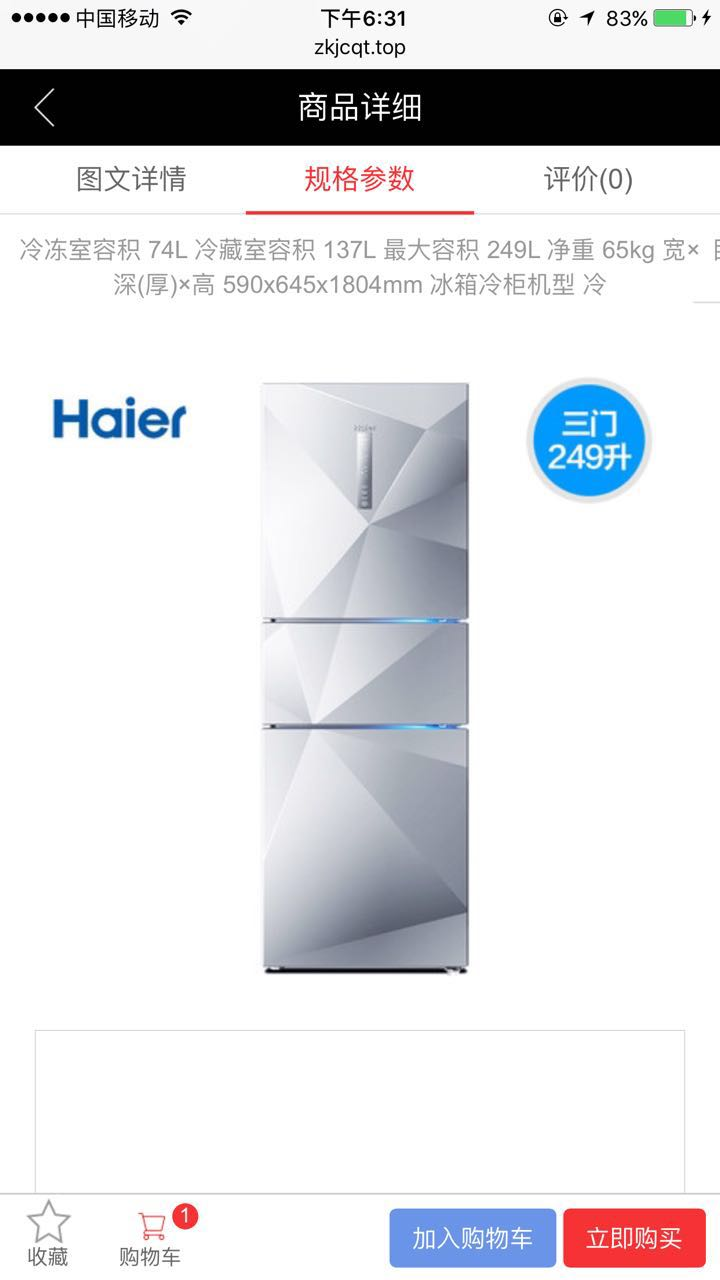 中国移动 下午6:31 83%
zkjcqt.top
商品详细
图文详情 规格参数 评价(0)
冷冻室容积 74L 冷藏室容积 137L 最大容积 249L 净重 65kg 宽×
深(厚)×高 590x645x1804mm 冰箱冷柜机型 冷
Haier
三门
249升
Haier
1
收藏 购物车 加入购物车 立即购买